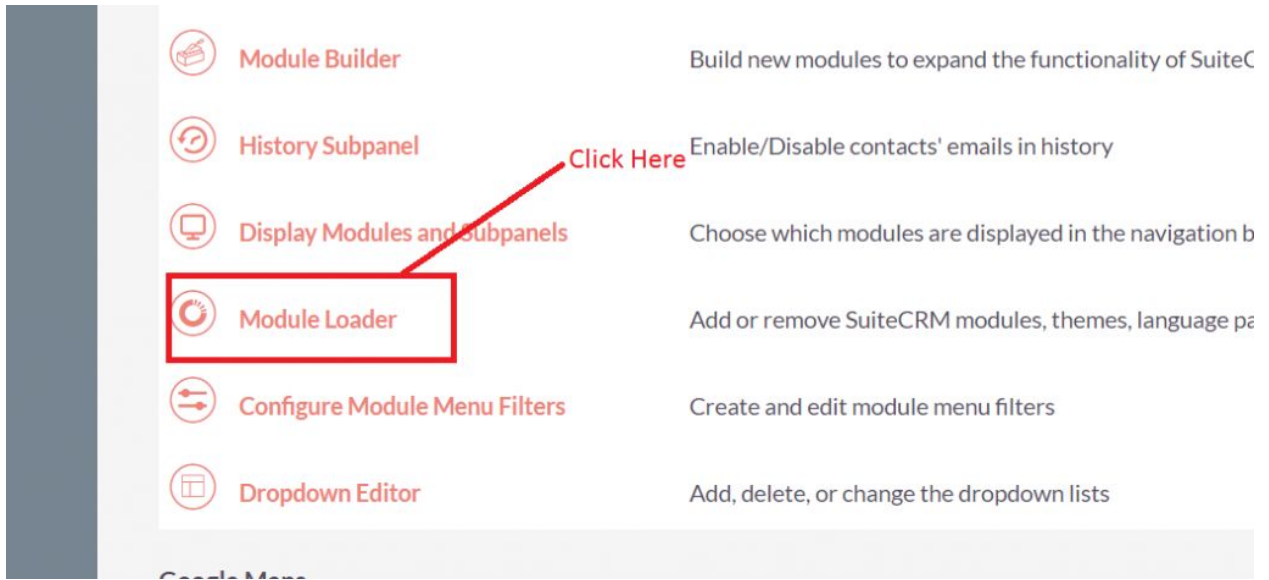 Module Builder Build new modules to expand the functionality of SuiteC
History Subpanel Enable/Disable contacts' emails in history
Click Here
Display Modules and Subpanels Choose which modules are displayed in the navigation b
Module Loader Add or remove SuiteCRM modules, themes, language pa
Configure Module Menu Filters Create and edit module menu filters
Dropdown Editor Add, delete, or change the dropdown lists
Google Maps